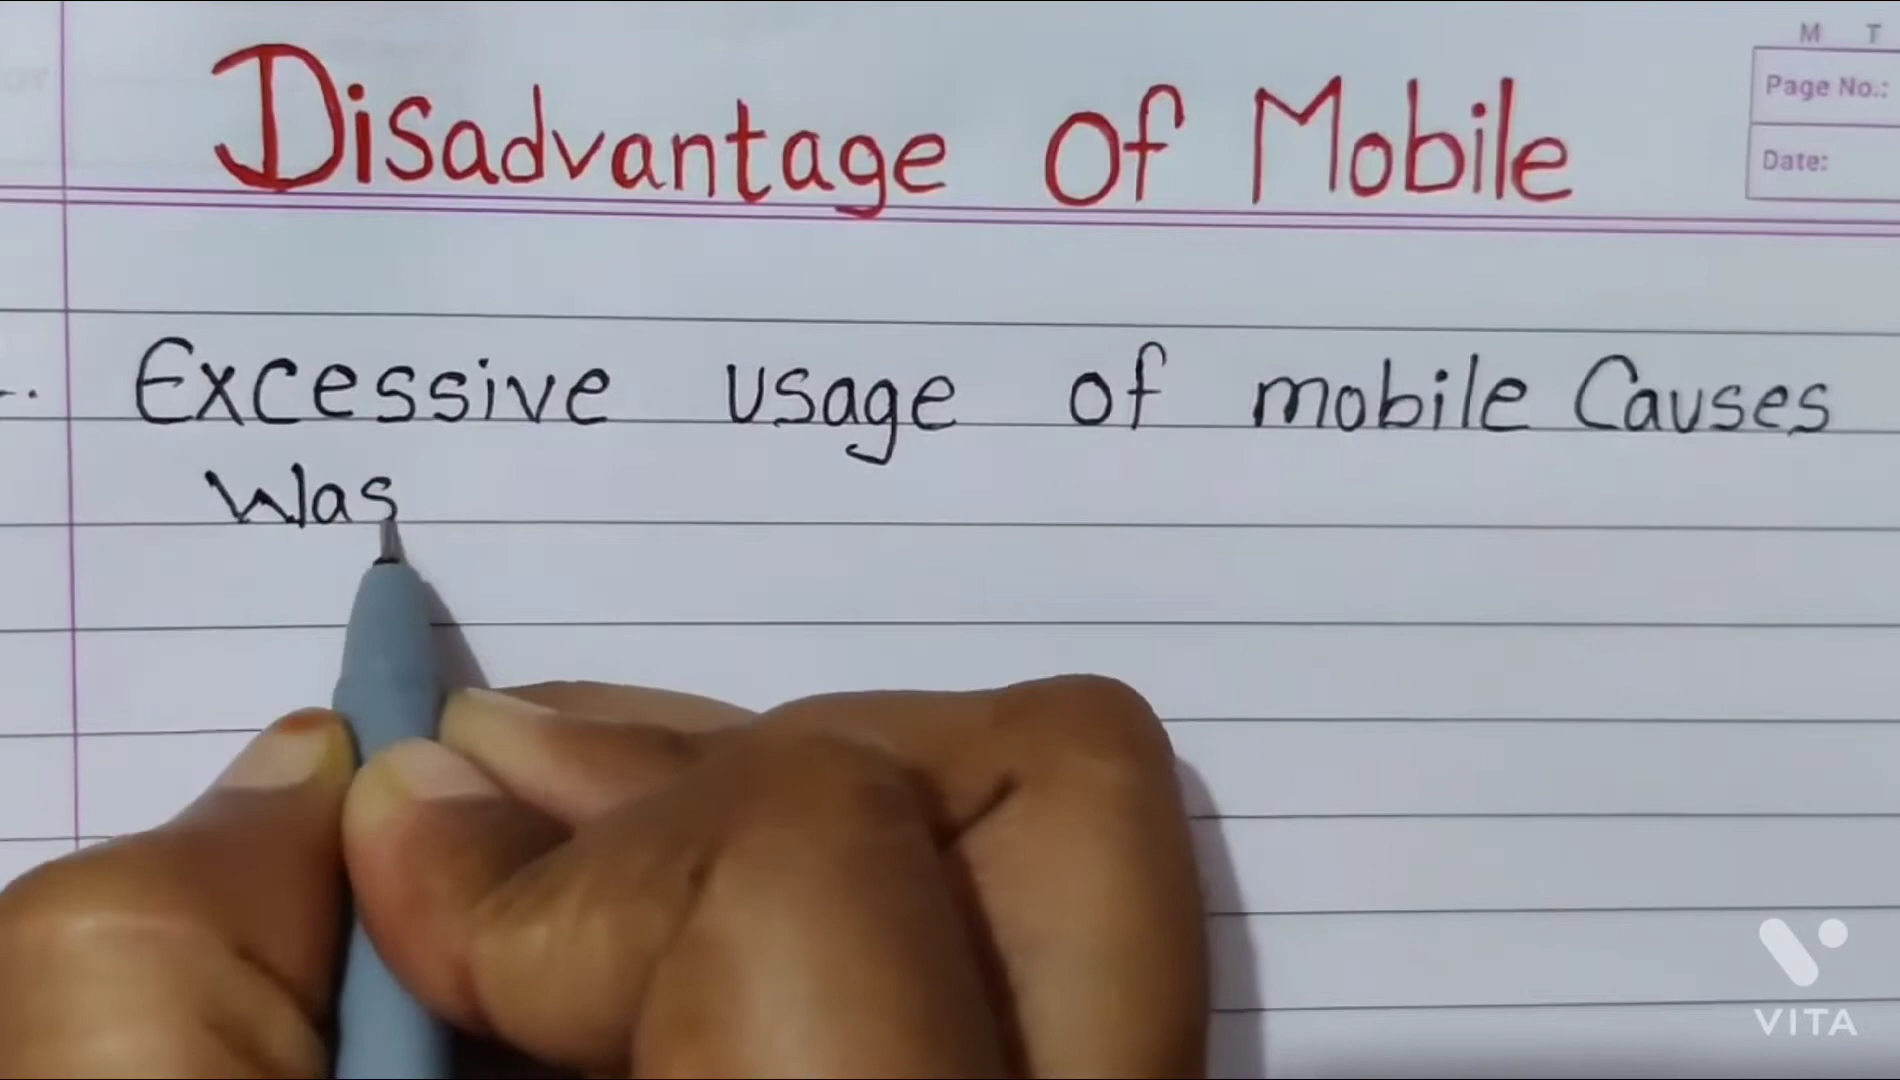 M T
Page No.:
Date:
Disadvantage Of Mobile
Excessive usage of mobile Causes
Was
VITA